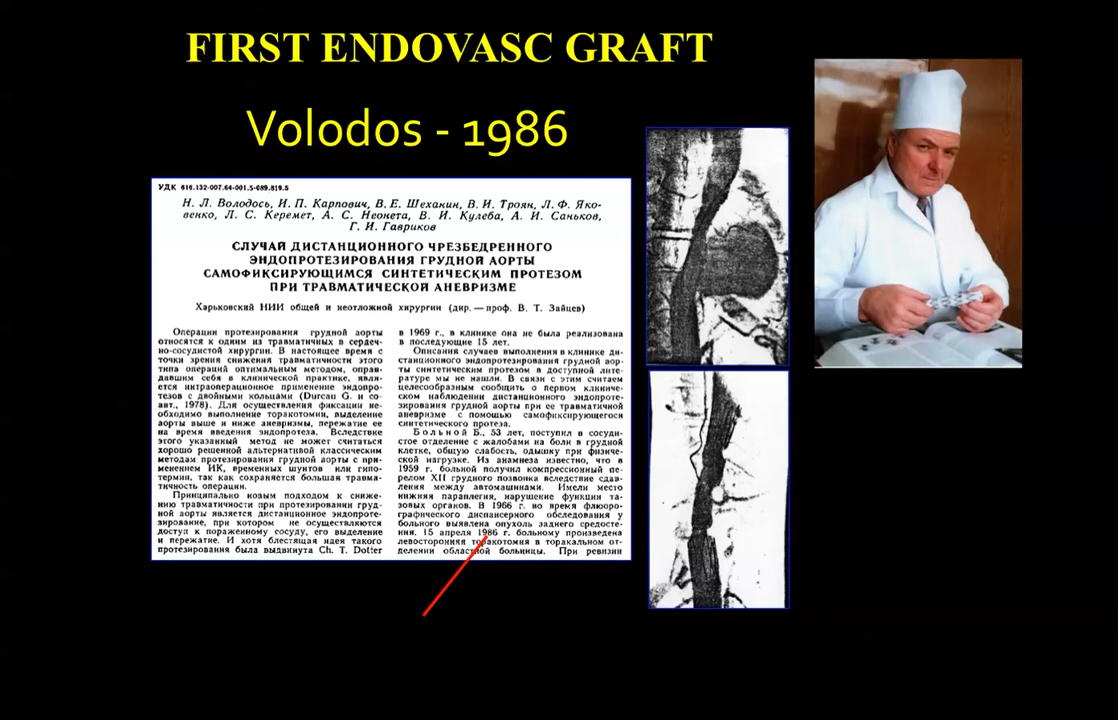 FIRST ENDOVASC GRAFT
Volodos - 1986
УДК 616.132-007.64-001.5-089.819.5
Н. Л. Володось, И. П. Карпович, В. Е. Шеханин, В. И. Троян, Л. Ф. Яко-
венко, Л. С. Керемет, А. С. Неонета, В. И. Кулеба, А. И. Саньков,
Г. И. Гавриков
СЛУЧАЙ ДИСТАНЦИОННОГО ЧРЕЗБЕДРЕННОГО
ЭНДОПРОТЕЗИРОВАНИЯ ГРУДНОЙ АОРТЫ
САМОФИКСИРУЮЩИМСЯ СИНТЕТИЧЕСКИМ ПРОТЕЗОМ
ПРИ ТРАВМАТИЧЕСКОЙ АНЕВРИЗМЕ
Харьковский НИИ общей и неотложной хирургии (дир. — проф. В. Т. Зайцев)
Операции протезирования грудной аорты
относятся к одним из травматичных в сердеч-
но-сосудистой хирургии. В настоящее время с
точки зрения снижения травматичности этого
типа операций оптимальным методом, оправ-
давшим себя в клинической практике, явля-
ется интраоперационное применение эндопро-
тезов с двойными кольцами (Dureau G. и со-
авт., 1978). Для осуществления фиксации не-
обходимо выполнение торакотомии, выделение
аорты выше и ниже аневризмы, пережатие ее
на время введения эндопротеза. Вследствие
этого указанный метод не может считаться
хорошо решенной альтернативой классическим
методам протезирования грудной аорты с при-
менением ИК, временных шунтов или гипо-
термии, так как сохраняется большая травма-
тичность операции.
Принципиально новым подходом к сниже-
нию травматичности при протезировании груд-
ной аорты является дистанционное эндопроте-
зирование, при котором не осуществляются
доступ к пораженному сосуду, его выделение
и пережатие. И хотя блестящая идея такого
протезирования была выдвинута Ch. T. Dotter
в 1969 г., в клинике она не была реализована
в последующие 15 лет.
Описания случаев выполнения в клинике ди-
станционного эндопротезирования грудной аор-
ты синтетическим протезом в доступной лите-
ратуре мы не нашли. В связи с этим считаем
целесообразным сообщить о первом клиниче-
ском наблюдении дистанционного эндопроте-
зирования грудной аорты при ее травматичной
аневризме с помощью самофиксирующегося
синтетического протеза.
Больной Б., 53 лет, поступил в сосуди-
стое отделение с жалобами на боли в грудной
клетке, общую слабость, одышку при физиче-
ской нагрузке. Из анамнеза известно, что в
1959 г. больной получил компрессионный пе-
релом XII грудного позвонка вследствие сдав-
ления между автомашинами. Имели место
нижняя параплегия, нарушение функции та-
зовых органов. В 1966 г. во время флюоро-
графического диспансерного обследования у
больного выявлена опухоль заднего средосте-
ния. 15 апреля 1986 г. больному произведена
левосторонняя торакотомия в торакальном от-
делении областной больницы. При ревизии